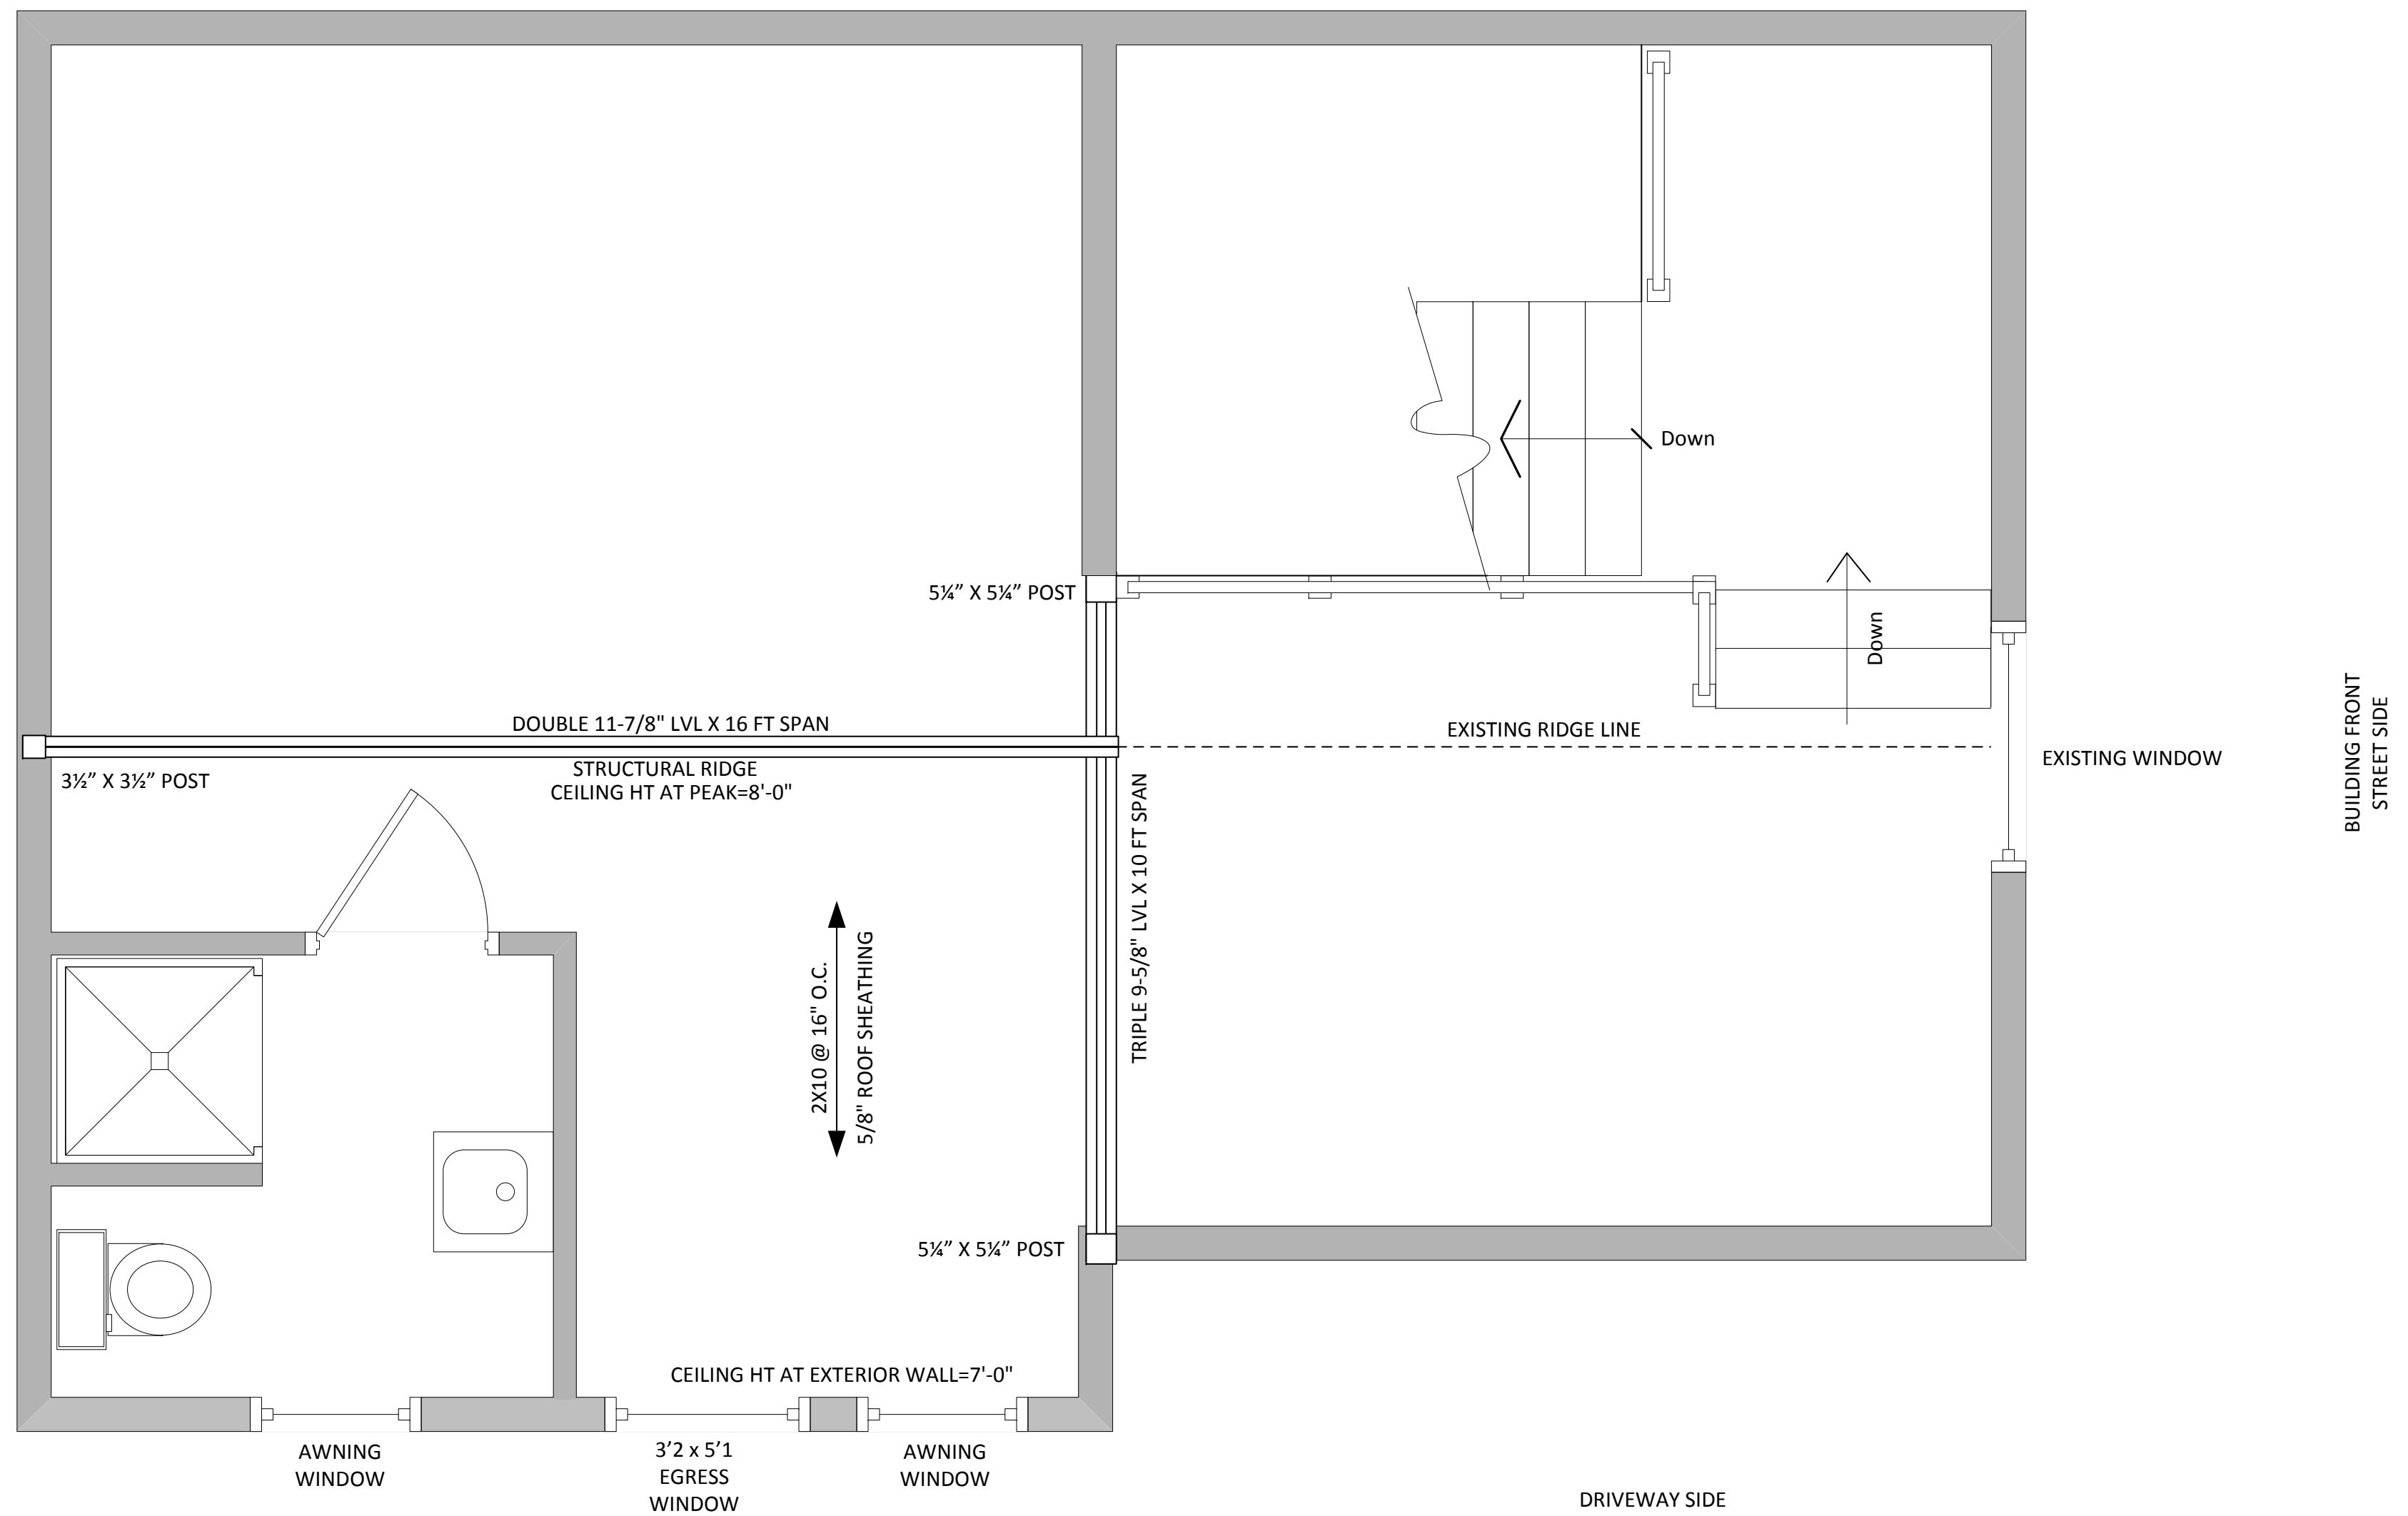 Down
5¼” X 5¼” POST
Down
DOUBLE 11-7/8" LVL X 16 FT SPAN
EXISTING RIDGE LINE
STRUCTURAL RIDGE
CEILING HT AT PEAK=8'-0"
3½” X 3½” POST
EXISTING WINDOW
BUILDING FRONT
STREET SIDE
TRIPLE 9-5/8" LVL X 10 FT SPAN
2X10 @ 16" O.C.
5/8" ROOF SHEATHING
5¼” X 5¼” POST
CEILING HT AT EXTERIOR WALL=7'-0"
AWNING
WINDOW
3’2 x 5’1
EGRESS
WINDOW
AWNING
WINDOW
DRIVEWAY SIDE